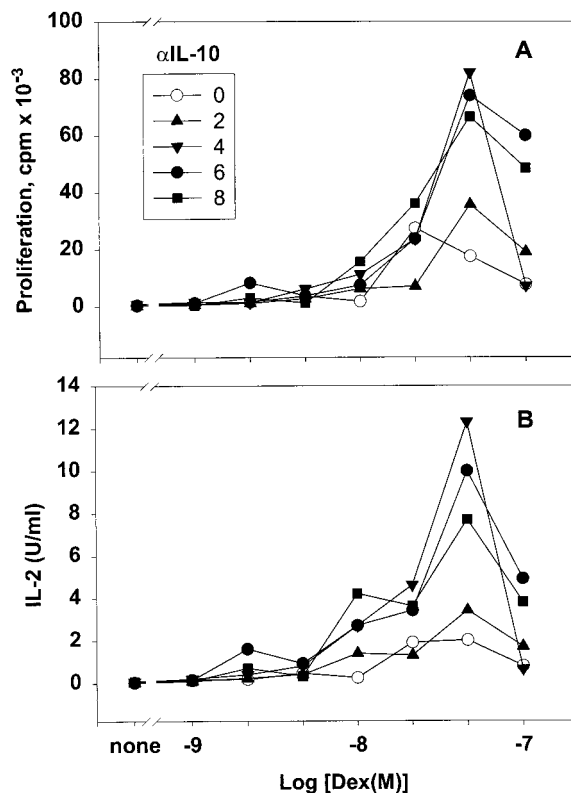 A
αIL-10
0
2
4
6
8
100
80
60
40
20
0
Proliferation, cpm x 10⁻³
B
14
12
10
8
6
4
2
0
IL-2 (U/ml)
none -9 -8 -7
Log [Dex(M)]